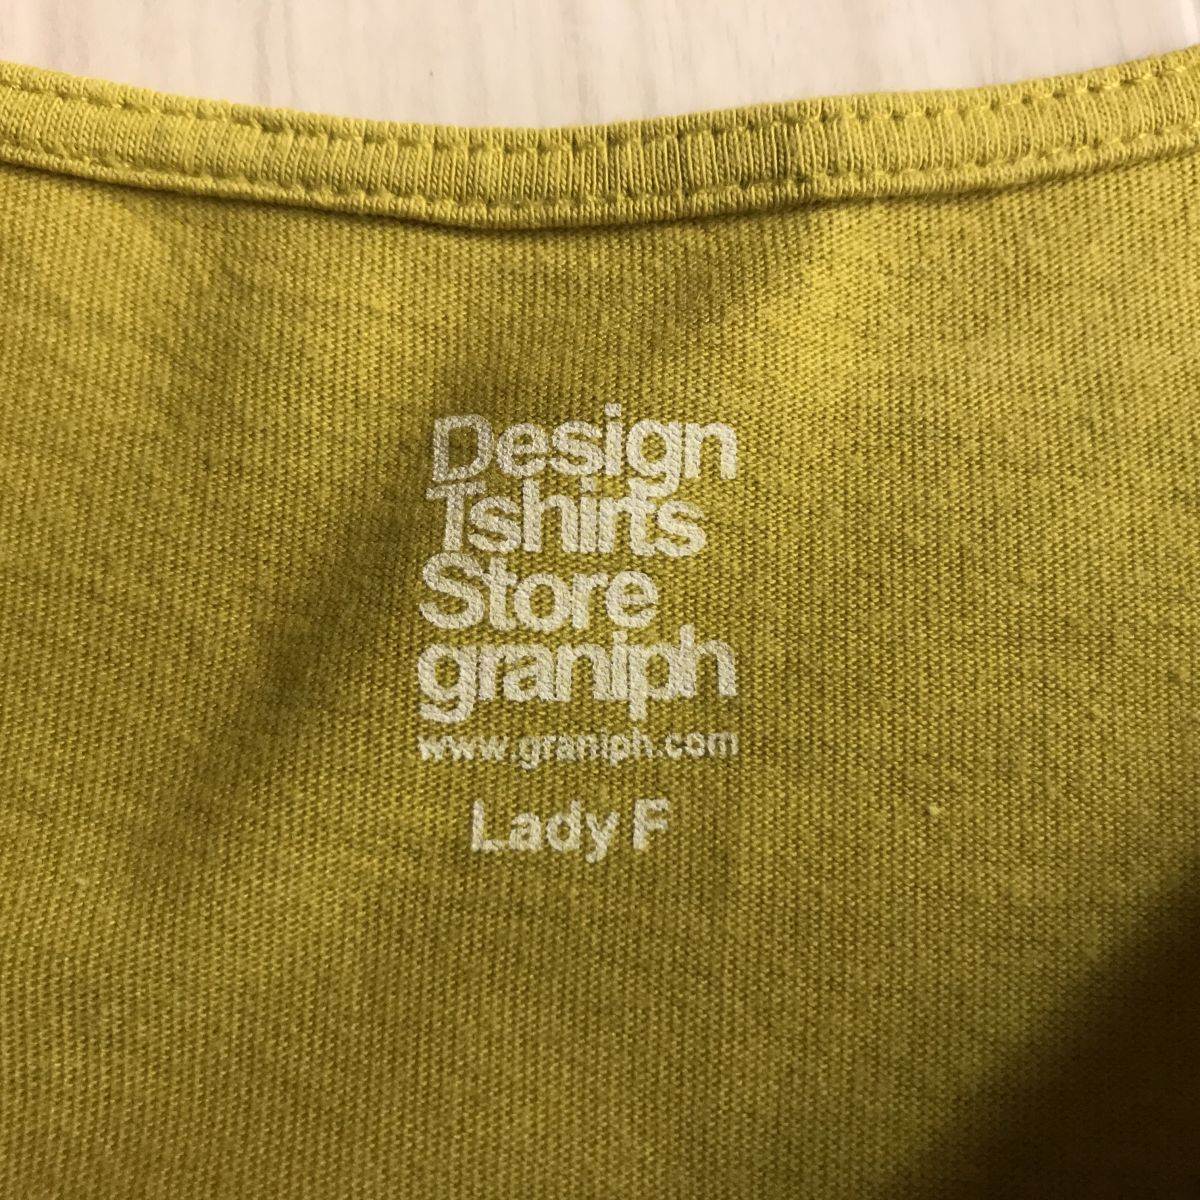 Design
Tshirts
Store
graniph
www.graniph.com
Lady F